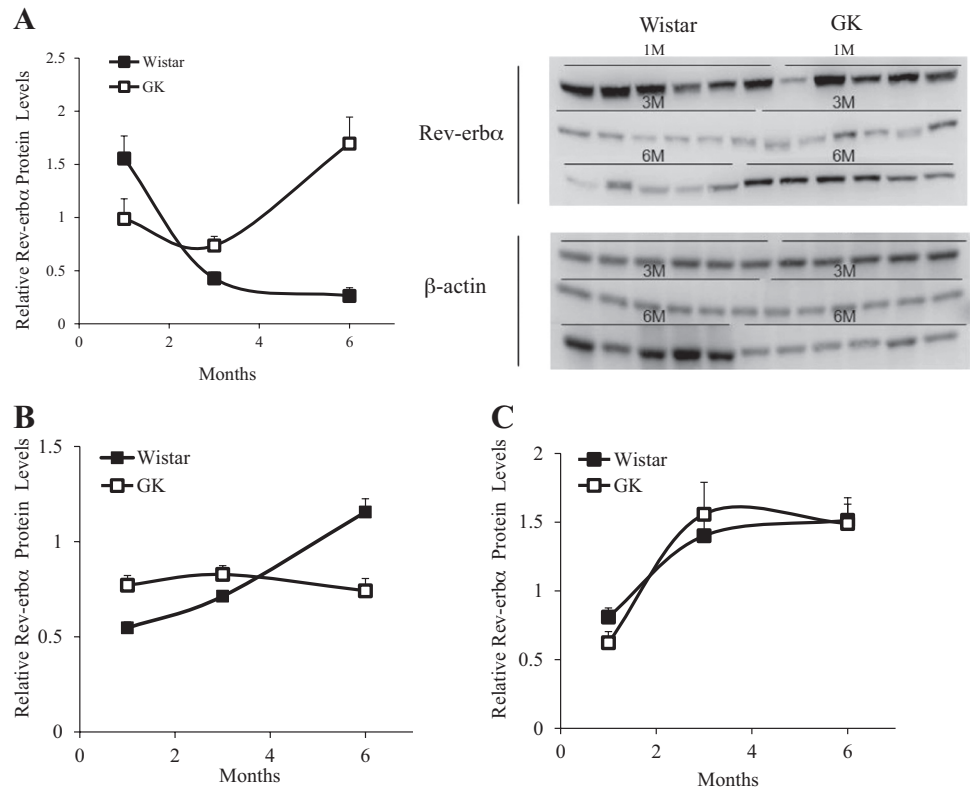 A
Relative Rev-erbα Protein Levels
2.5
2
1.5
1
0.5
0
0
2
4
6
Months
Wistar
GK
Wistar
GK
1M
1M
3M
3M
6M
6M
Rev-erbα
3M
3M
6M
6M
β-actin
B
Relative Rev-erbα Protein Levels
1.5
1
0.5
0
0
2
4
6
Months
Wistar
GK
C
Relative Rev-erbα Protein Levels
2
1.5
1
0.5
0
0
2
4
6
Months
Wistar
GK